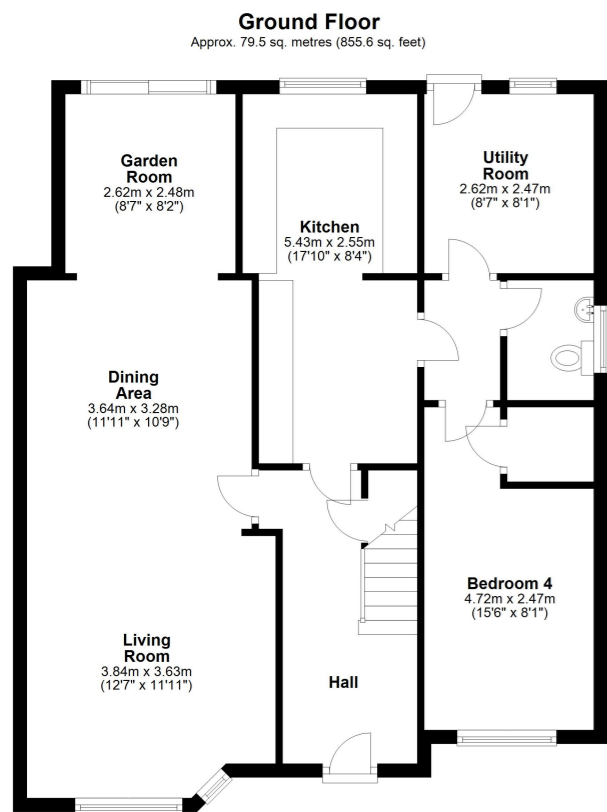 Ground Floor
Approx. 79.5 sq. metres (855.6 sq. feet)
Garden
Room
2.62m x 2.48m
(8'7" x 8'2")
Kitchen
5.43m x 2.55m
(17'10" x 8'4")
Utility
Room
2.62m x 2.47m
(8'7" x 8'1")
Dining
Area
3.64m x 3.28m
(11'11" x 10'9")
Living
Room
3.84m x 3.63m
(12'7" x 11'11")
Hall
Bedroom 4
4.72m x 2.47m
(15'6" x 8'1")